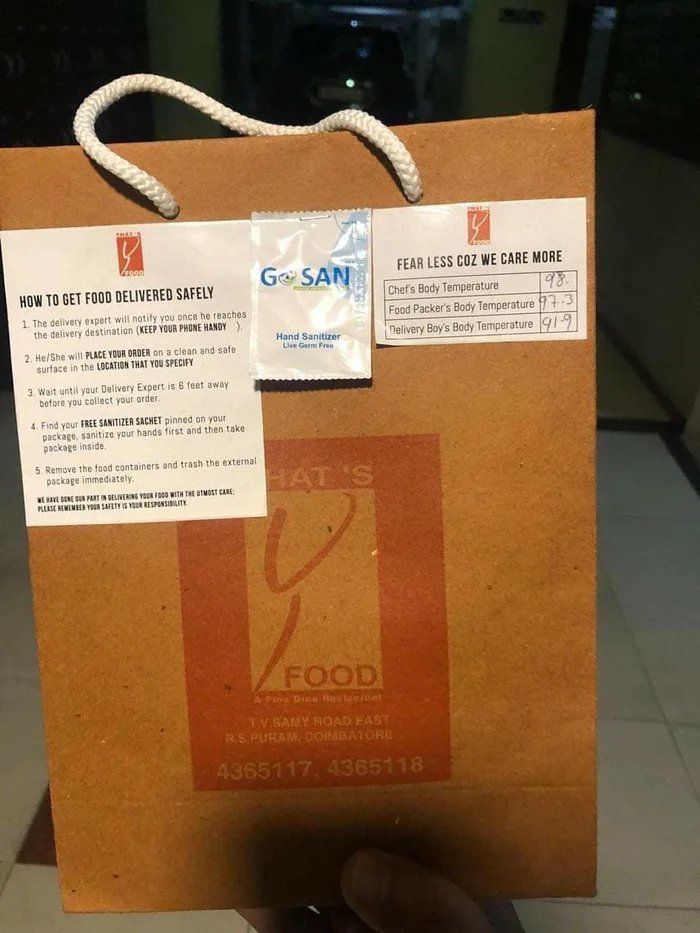 THAT'S
y
FOOD
HOW TO GET FOOD DELIVERED SAFELY
1. The delivery expert will notify you once he reaches
the delivery destination (KEEP YOUR PHONE HANDY ).
2. He/She will PLACE YOUR ORDER on a clean and safe
surface in the LOCATION THAT YOU SPECIFY
3. Wait until your Delivery Expert is 6 feet away
before you collect your order.
4. Find your FREE SANITIZER SACHET pinned on your
package, sanitize your hands first and then take
package inside.
5. Remove the food containers and trash the external
package immediately.
WE HAVE DONE OUR PART IN DELIVERING YOUR FOOD WITH THE UTMOST CARE;
PLEASE REMEMBER YOUR SAFETY IS YOUR RESPONSIBILITY.
GO SAN
Hand Sanitizer
Live Germ Free
THAT'S
y
FOOD
FEAR LESS COZ WE CARE MORE
Chef's Body Temperature 98.
Food Packer's Body Temperature 97.3
Delivery Boy's Body Temperature 91.9
HAT 'S
y
FOOD
A Fine Dine Restaurant
T.V.SAMY ROAD EAST
R.S.PURAM, COIMBATORE
4365117, 4365118